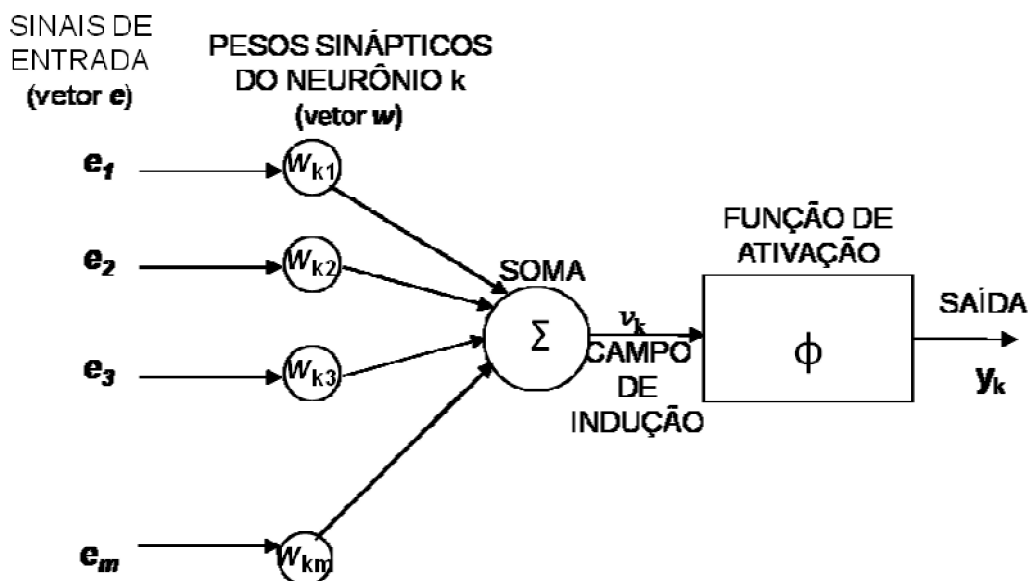 SINAIS DE
ENTRADA
(vetor e)
PESOS SINÁPTICOS
DO NEURÔNIO k
(vetor w)
e1
wk1
e2
wk2
e3
wk3
em
wkm
SOMA
Σ
vk
CAMPO
DE
INDUÇÃO
FUNÇÃO DE
ATIVAÇÃO
ϕ
SAÍDA
yk